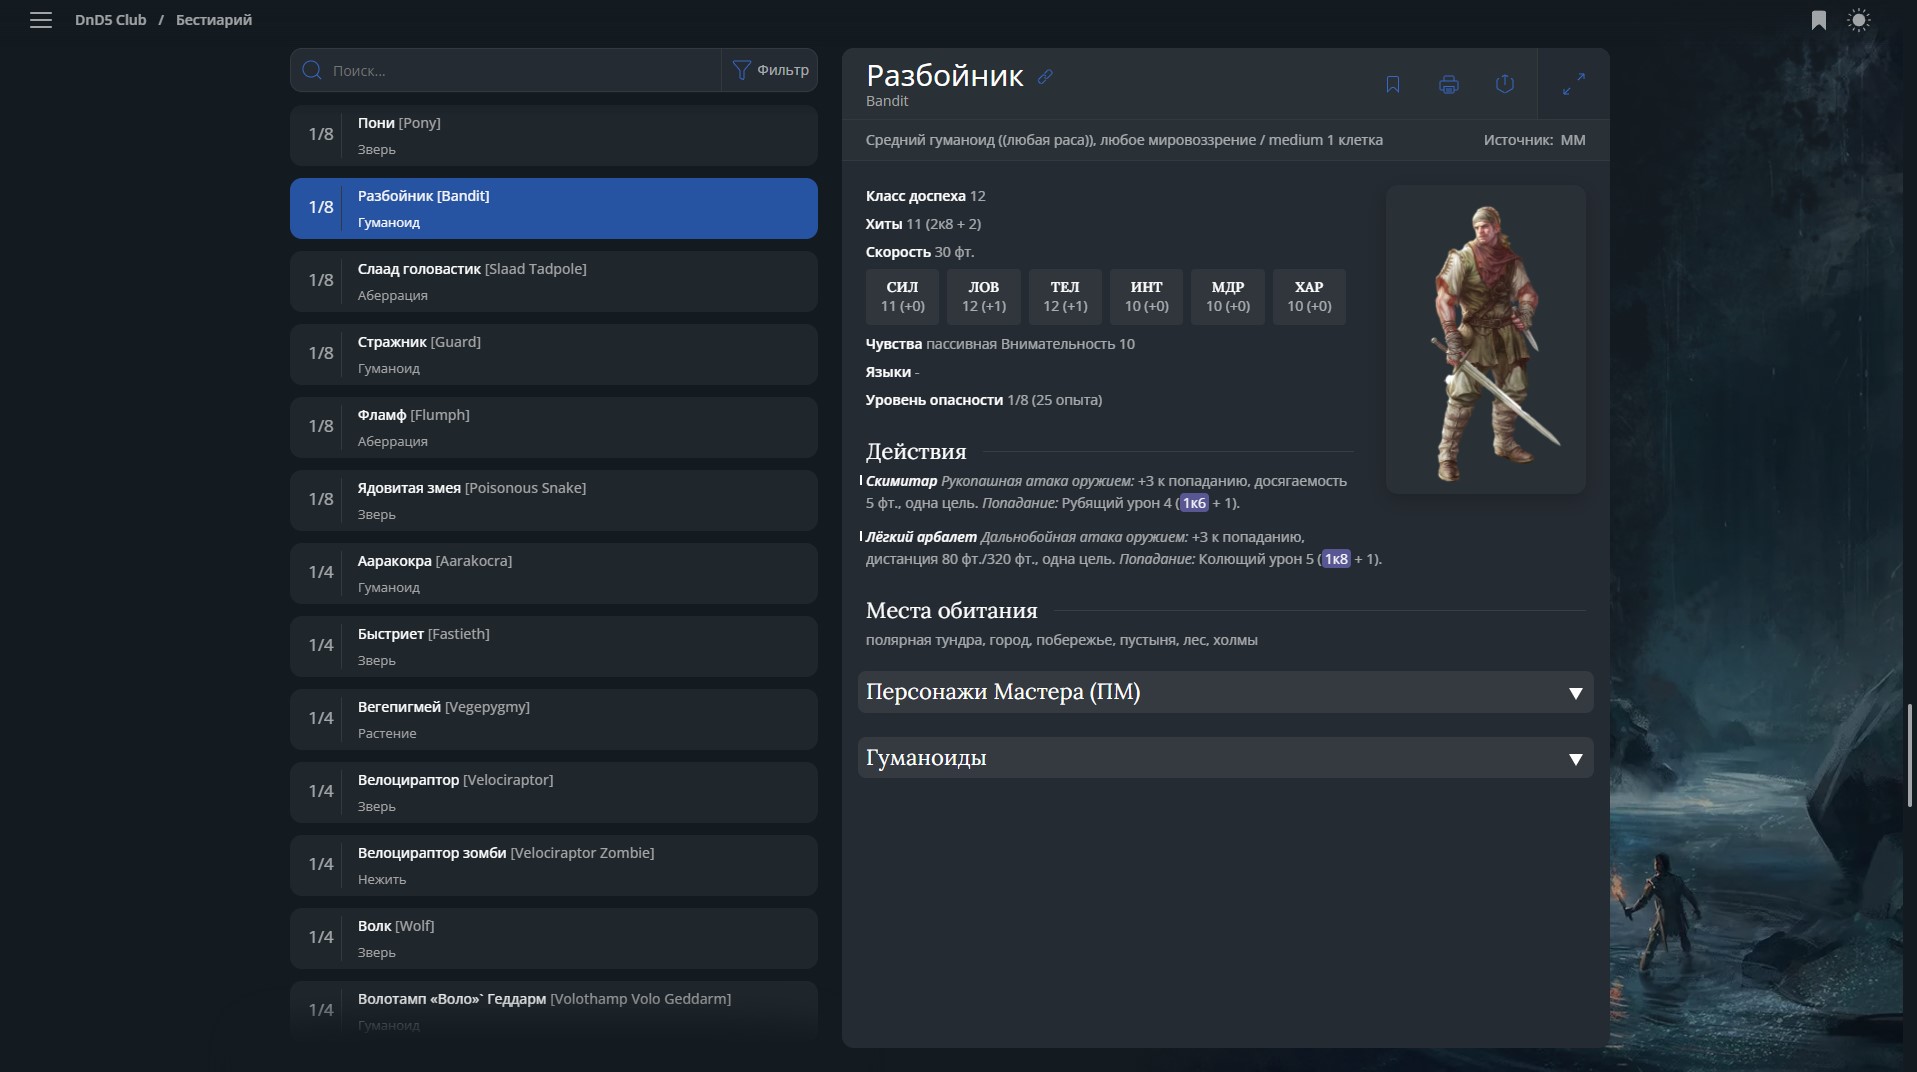 DnD5 Club / Бестиарий
Поиск...
Фильтр
1/8
Пони [Pony]
Зверь
1/8
Разбойник [Bandit]
Гуманоид
1/8
Слаад головастик [Slaad Tadpole]
Аберрация
1/8
Стражник [Guard]
Гуманоид
1/8
Фламф [Flumph]
Аберрация
1/8
Ядовитая змея [Poisonous Snake]
Зверь
1/4
Ааракокра [Aarakocra]
Гуманоид
1/4
Быстриет [Fastieth]
Зверь
1/4
Вегепигмей [Vegepygmy]
Растение
1/4
Велоцираптор [Velociraptor]
Зверь
1/4
Велоцираптор зомби [Velociraptor Zombie]
Нежить
1/4
Волк [Wolf]
Зверь
1/4
Волотамп «Воло»` Геддарм [Volothamp Volo Geddarm]
Гуманоид
Разбойник
Bandit
Средний гуманоид ((любая раса)), любое мировоззрение / medium 1 клетка
Источник: MM
Класс доспеха 12
Хиты 11 (2к8 + 2)
Скорость 30 фт.
СИЛ ЛОВ ТЕЛ ИНТ МДР ХАР
11 (+0) 12 (+1) 12 (+1) 10 (+0) 10 (+0) 10 (+0)
Чувства пассивная Внимательность 10
Языки -
Уровень опасности 1/8 (25 опыта)
Действия
Скимитар Рукопашная атака оружием: +3 к попаданию, досягаемость
5 фт., одна цель. Попадание: Рубящий урон 4 (1к6 + 1).
Лёгкий арбалет Дальнобойная атака оружием: +3 к попаданию,
дистанция 80 фт./320 фт., одна цель. Попадание: Колющий урон 5 (1к8 + 1).
Места обитания
полярная тундра, город, побережье, пустыня, лес, холмы
Персонажи Мастера (ПМ)
Гуманоиды